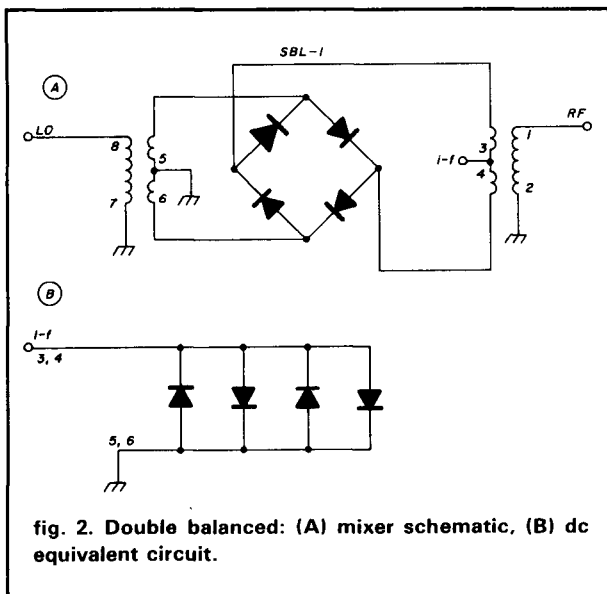 SBL-1
A
LO
8
7
5
6
3
4
i-f
1
2
RF
B
i-f
3, 4
5, 6
fig. 2. Double balanced: (A) mixer schematic, (B) dc
equivalent circuit.